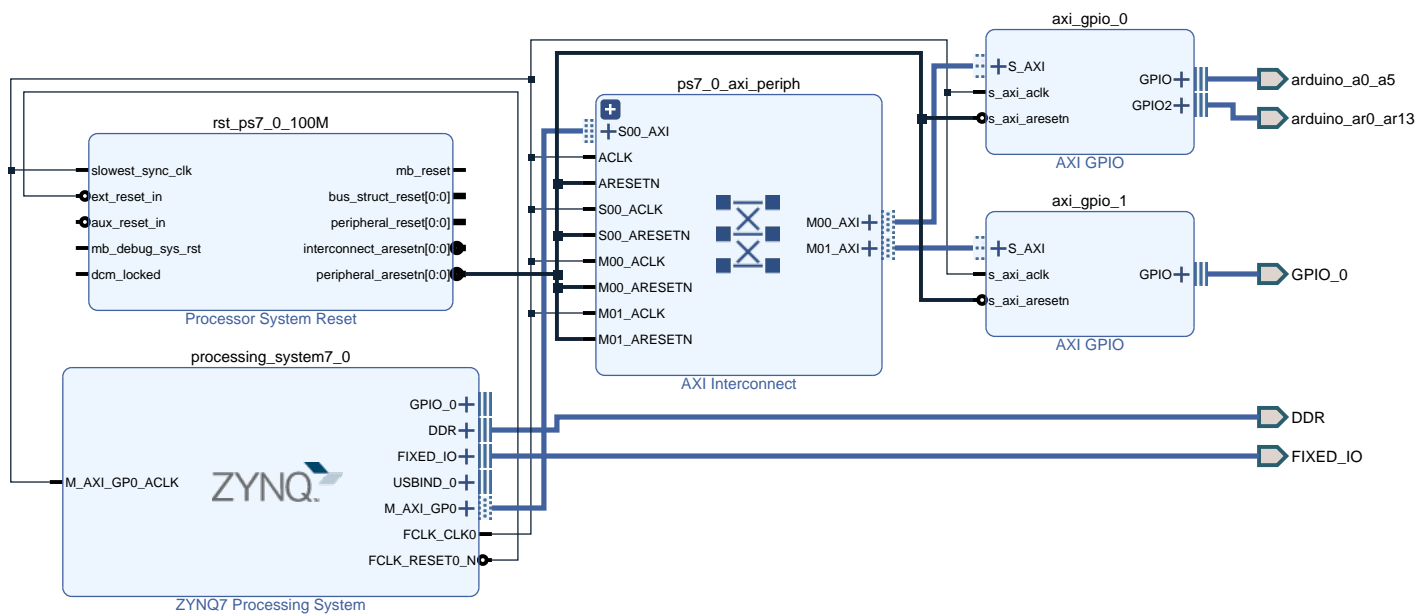 axi_gpio_0
S_AXI
s_axi_aclk
s_axi_aresetn
GPIO
GPIO2
AXI GPIO
arduino_a0_a5
arduino_ar0_ar13
ps7_0_axi_periph
S00_AXI
ACLK
ARESETN
S00_ACLK
S00_ARESETN
M00_ACLK
M00_ARESETN
M01_ACLK
M01_ARESETN
M00_AXI
M01_AXI
AXI Interconnect
rst_ps7_0_100M
slowest_sync_clk
ext_reset_in
aux_reset_in
mb_debug_sys_rst
dcm_locked
mb_reset
bus_struct_reset[0:0]
peripheral_reset[0:0]
interconnect_aresetn[0:0]
peripheral_aresetn[0:0]
Processor System Reset
axi_gpio_1
S_AXI
s_axi_aclk
s_axi_aresetn
GPIO
AXI GPIO
GPIO_0
processing_system7_0
M_AXI_GP0_ACLK
ZYNQ
GPIO_0
DDR
FIXED_IO
USBIND_0
M_AXI_GP0
FCLK_CLK0
FCLK_RESET0_N
ZYNQ7 Processing System
DDR
FIXED_IO